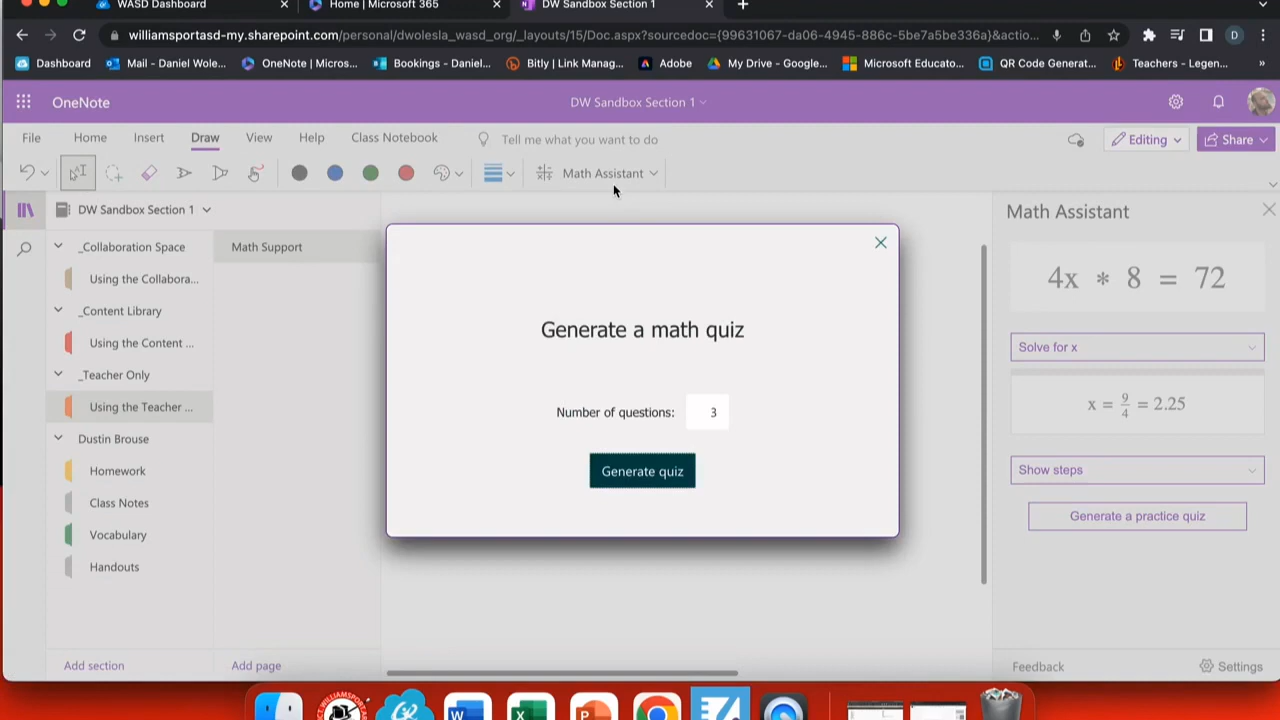 WASD Dashboard
Home | Microsoft 365
DW Sandbox Section 1
williamsportasd-my.sharepoint.com/personal/dwolesla_wasd_org/_layouts/15/Doc.aspx?sourcedoc={99631067-da06-4945-886c-5be7a5be336a}&actio...
D
Dashboard
Mail - Daniel Wole...
OneNote | Micros...
Bookings - Daniel...
Bitly | Link Manag...
Adobe
My Drive - Google...
Microsoft Educato...
QR Code Generat...
Teachers - Legen...
»
OneNote
DW Sandbox Section 1
File
Home
Insert
Draw
View
Help
Class Notebook
Tell me what you want to do
Editing
Share
Math Assistant
DW Sandbox Section 1
_Collaboration Space
Using the Collabora...
_Content Library
Using the Content ...
_Teacher Only
Using the Teacher ...
Dustin Brouse
Homework
Class Notes
Vocabulary
Handouts
Add section
Math Support
Add page
Generate a math quiz
Number of questions: 3
Generate quiz
Math Assistant
4x * 8 = 72
Solve for x
x = 9/4 = 2.25
Show steps
Generate a practice quiz
Feedback
Settings
W
X
P